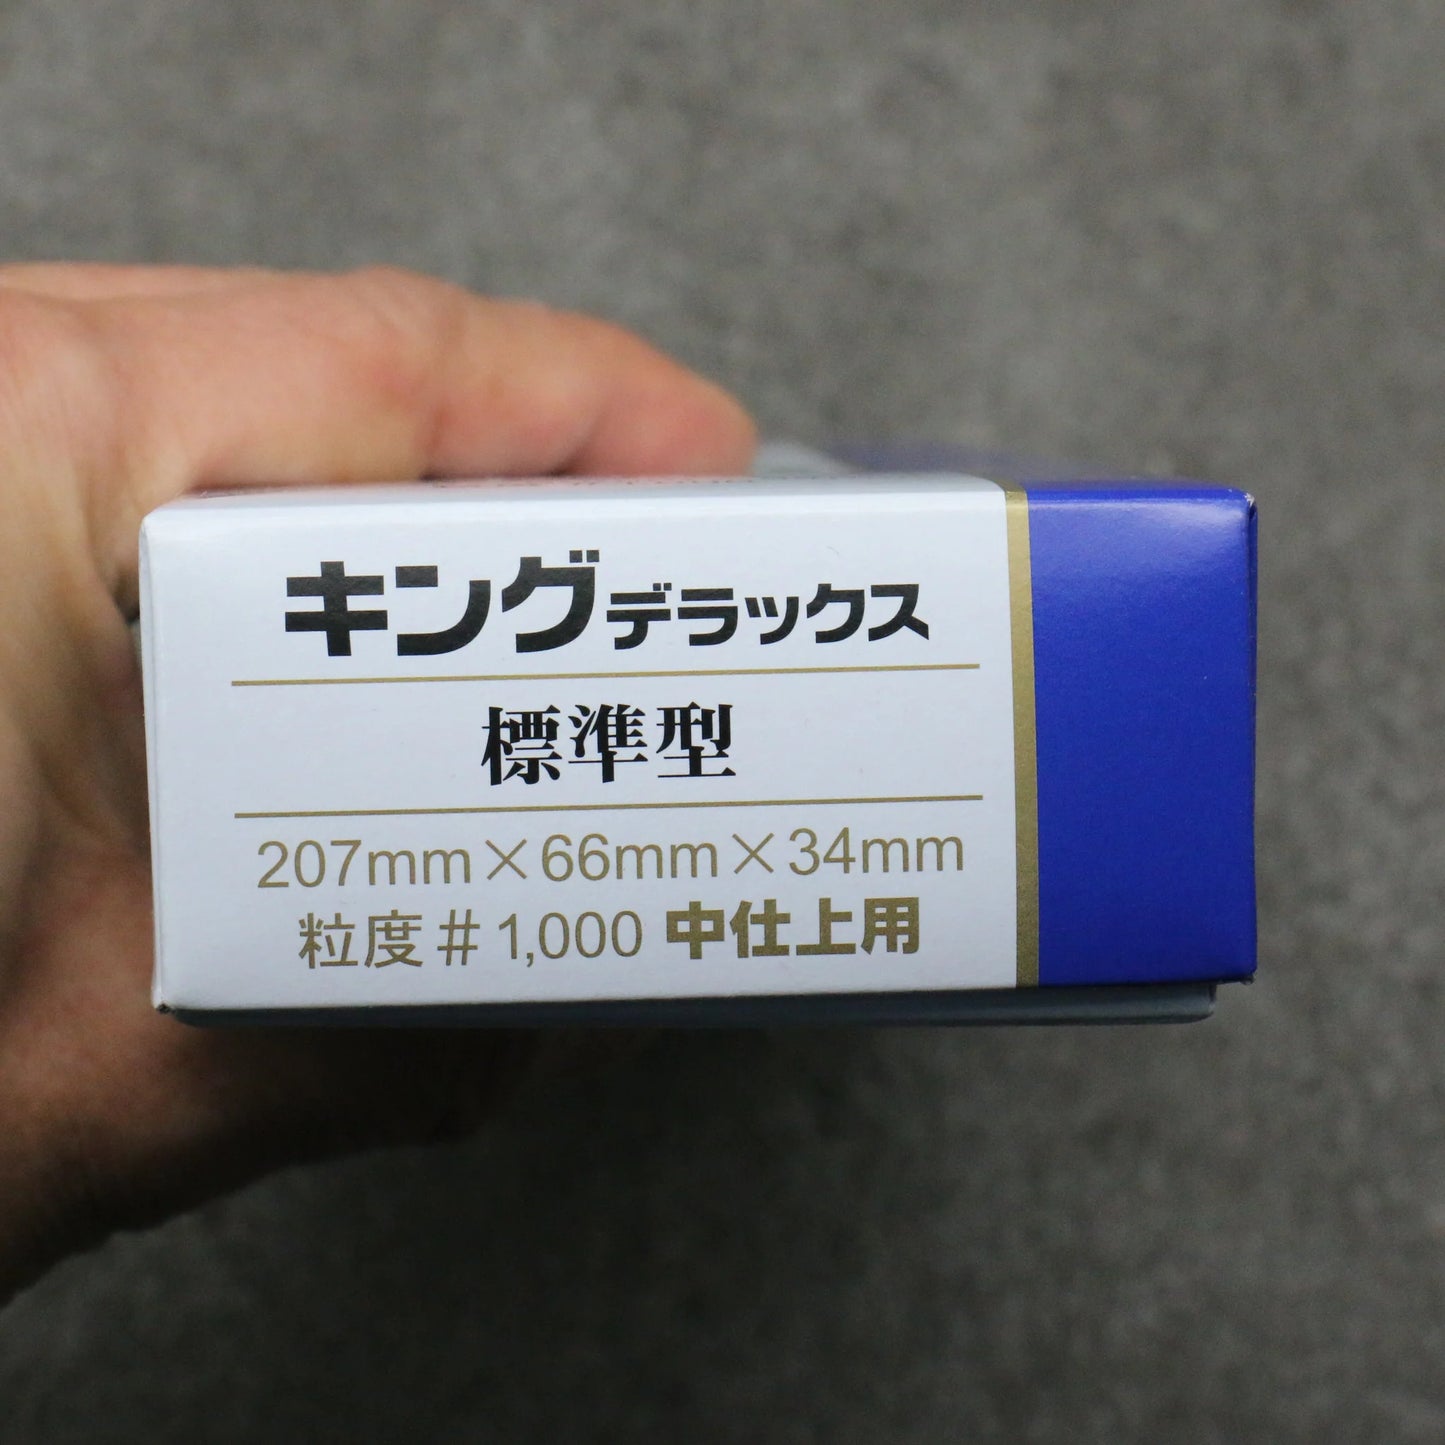 キングデラックス
標準型
207mm×66mm×34mm
粒度#1,000 中仕上用